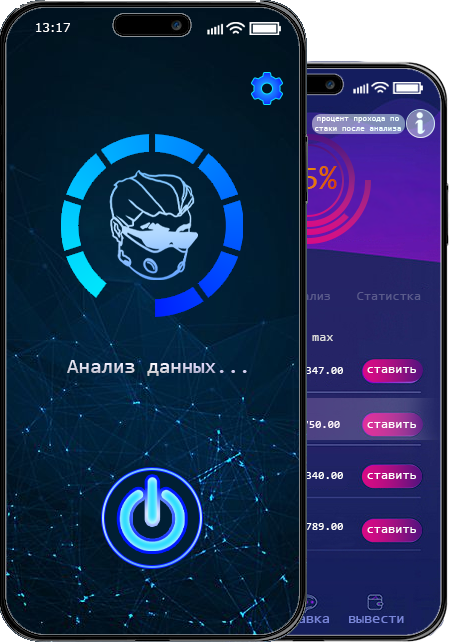 13:17
Анализ данных...
процент прохода по
ставки после анализа
i
5%
ализ Статистка
max
347.00 ставить
750.00 ставить
340.00 ставить
789.00 ставить
авка вывести